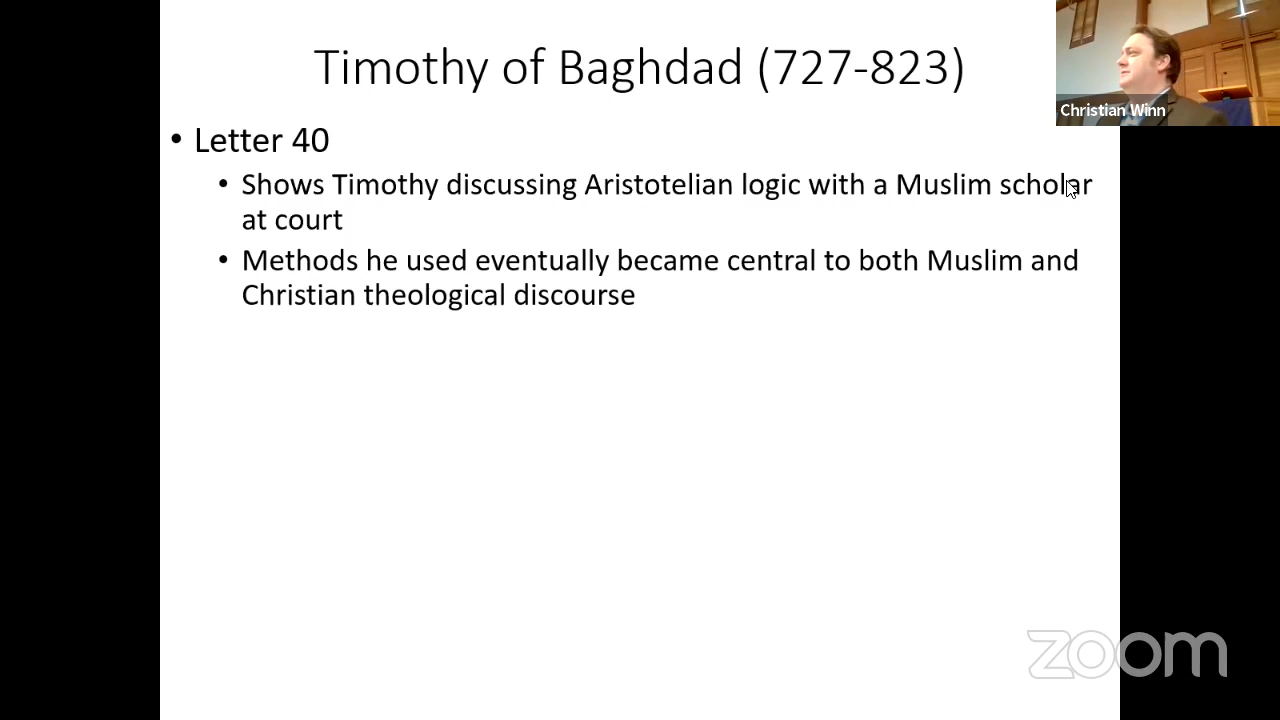 Timothy of Baghdad (727-823)
Christian Winn
• Letter 40
• Shows Timothy discussing Aristotelian logic with a Muslim scholar
at court
• Methods he used eventually became central to both Muslim and
Christian theological discourse
zoom